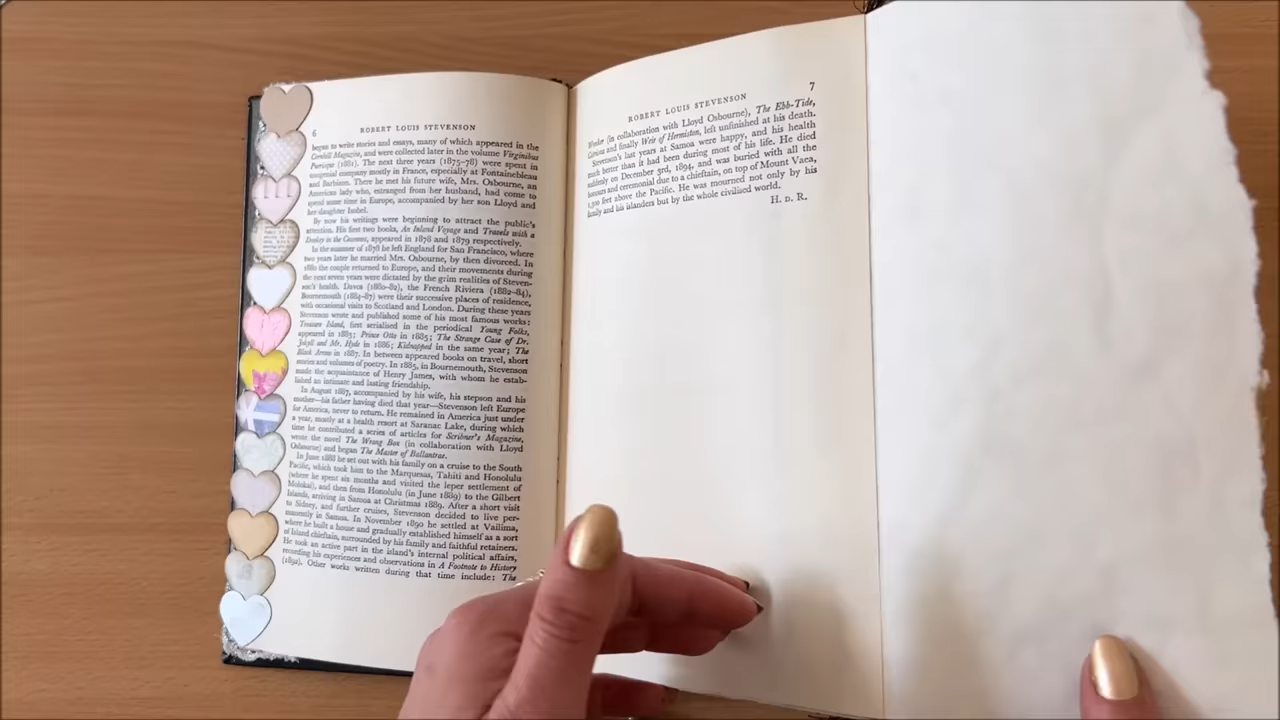 6
ROBERT LOUIS STEVENSON
began to write stories and essays, many of which appeared in the
Cornhill Magazine, and were collected later in the volume Virginibus
Puerisque (1881). The next three years (1875–78) were spent in
congenial company mostly in France, especially at Fontainebleau
and Barbison. There he met his future wife, Mrs. Osbourne, an
American lady who, estranged from her husband, had come to
spend some time in Europe, accompanied by her son Lloyd and
her daughter Isobel.
By now his writings were beginning to attract the public's
attention. His first two books, An Inland Voyage and Travels with a
Donkey in the Cevennes, appeared in 1878 and 1879 respectively.
In the summer of 1878 he left England for San Francisco, where
two years later he married Mrs. Osbourne, by then divorced. In
1880 the couple returned to Europe, and their movements during
the next seven years were dictated by the grim realities of Steven-
son's health. Davos (1880–82), the French Riviera (1882–84),
Bournemouth (1884–87) were their successive places of residence,
with occasional visits to Scotland and London. During these years
Stevenson wrote and published some of his most famous works:
Treasure Island, first serialised in the periodical Young Folks,
appeared in 1883; Prince Otto in 1885; The Strange Case of Dr.
Jekyll and Mr. Hyde in 1886; Kidnapped in the same year; The
Black Arrow in 1887. In between appeared books on travel, short
stories and volumes of poetry. In 1885, in Bournemouth, Stevenson
made the acquaintance of Henry James, with whom he estab-
lished an intimate and lasting friendship.
In August 1887, accompanied by his wife, his stepson and his
mother—his father having died that year—Stevenson left Europe
for America, never to return. He remained in America just under
a year, mostly at a health resort at Saranac Lake, during which
time he contributed a series of articles for Scribner's Magazine,
wrote the novel The Wrong Box (in collaboration with Lloyd
Osbourne) and began The Master of Ballantrae.
In June 1888 he set out with his family on a cruise to the South
Pacific, which took him to the Marquesas, Tahiti and Honolulu
(where he spent six months and visited the leper settlement of
Molokai), and then from Honolulu (in June 1889) to the Gilbert
Islands, arriving in Samoa at Christmas 1889. After a short visit
to Sidney, and further cruises, Stevenson decided to live per-
manently in Samoa. In November 1890 he settled at Vailima,
where he built a house and gradually established himself as a sort
of Island chieftain, surrounded by his family and faithful retainers.
He took an active part in the island's internal political affairs,
recording his experiences and observations in A Footnote to History
(1892). Other works written during that time include: The
ROBERT LOUIS STEVENSON
7
Wrecker (in collaboration with Lloyd Osbourne), The Ebb-Tide,
Catriona and finally Weir of Hermiston, left unfinished at his death.
Stevenson's last years at Samoa were happy, and his health
much better than it had been during most of his life. He died
suddenly on December 3rd, 1894, and was buried with all the
honours and ceremonial due to a chieftain, on top of Mount Vaea,
1,300 feet above the Pacific. He was mourned not only by his
family and his islanders but by the whole civilised world.
H. D. R.